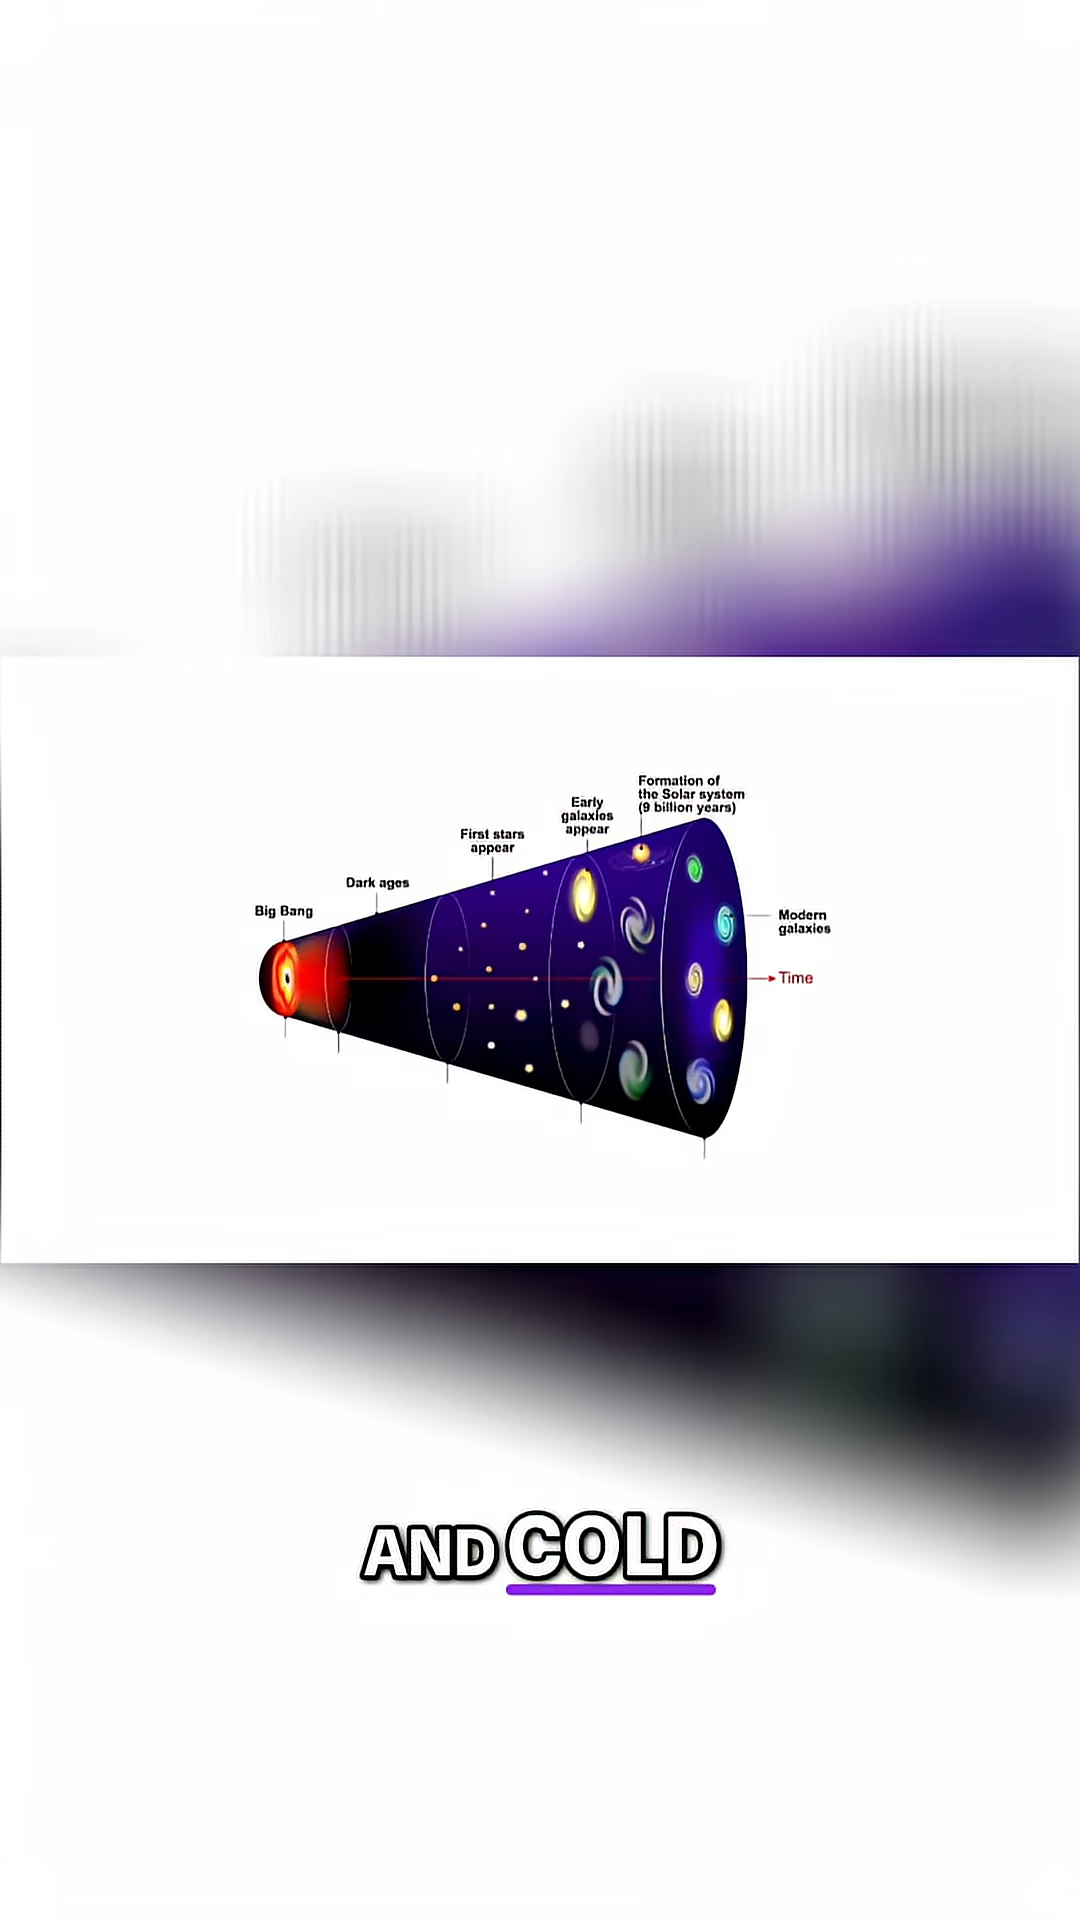 Big Bang
Dark ages
First stars
appear
Early
galaxies
appear
Formation of
the Solar system
(9 billion years)
Modern
galaxies
Time
AND COLD